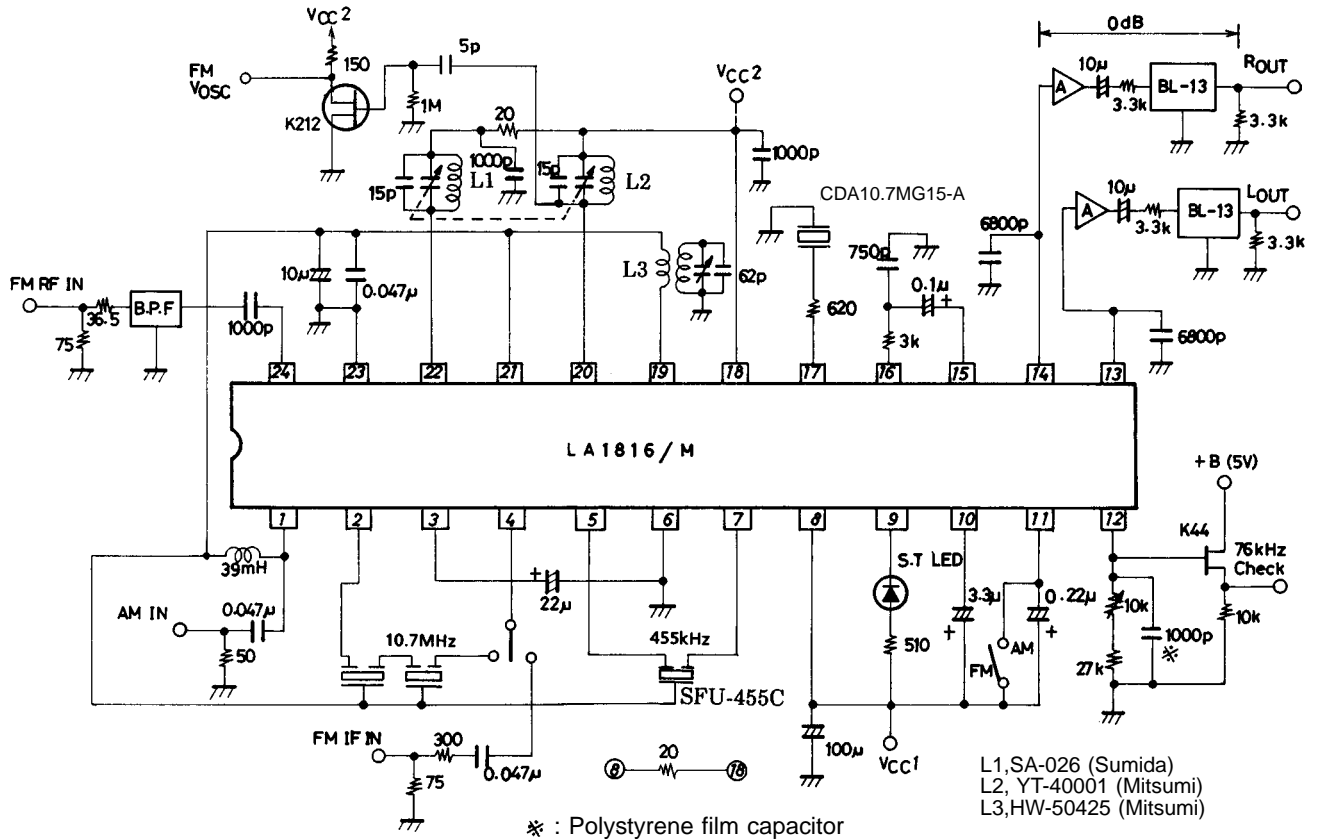 VCC2
150
FM
VOSC
K212
1M
5p
20
VCC2
1000p
15p
L1
1000p
15p
L2
0dB
10μ
A
3.3k
BL-13
ROUT
3.3k
10μ
A
3.3k
BL-13
LOUT
3.3k
6800p
6800p
CDA10.7MG15-A
750p
0.1μ
+
3k
620
L3
62p
10μ
0.047μ
FM RF IN
36.5
75
B.P.F
1000p
24
23
22
21
20
19
18
17
16
15
14
13
LA1816/M
1
2
3
4
5
6
7
8
9
10
11
12
39mH
AM IN
0.047μ
50
10.7MHz
+
22μ
455kHz
SFU-455C
FM IF IN
300
75
0.047μ
8
20
18
S.T LED
510
3.3μ
+
0.22μ
+
AM
FM
100μ
VCC1
+B (5V)
K44
76kHz
Check
10k
10k
1000p
※
27k
L1,SA-026 (Sumida)
L2, YT-40001 (Mitsumi)
L3,HW-50425 (Mitsumi)
※ : Polystyrene film capacitor